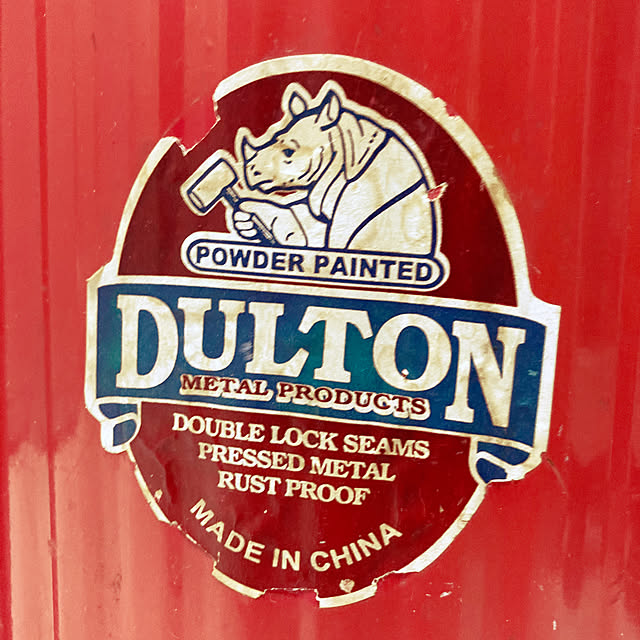 POWDER PAINTED
DULTON
METAL PRODUCTS
DOUBLE LOCK SEAMS
PRESSED METAL
RUST PROOF
MADE IN CHINA